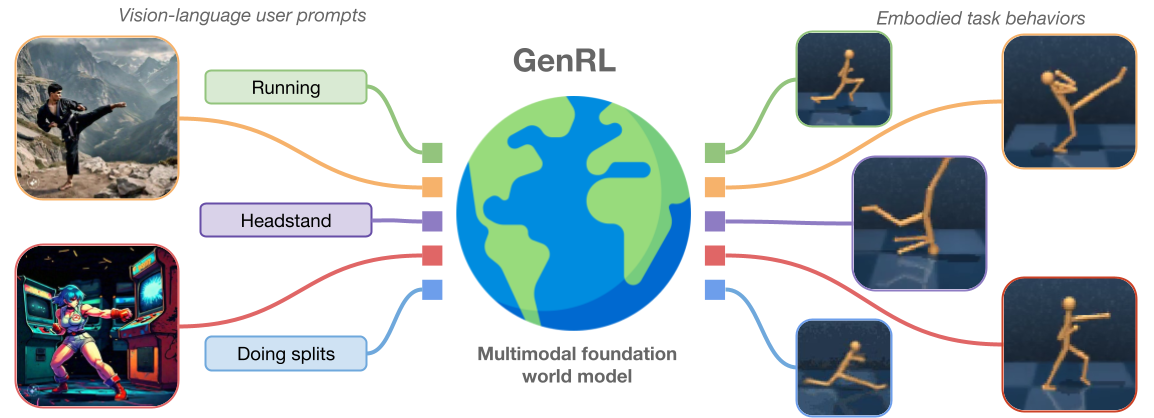 Vision-language user prompts
Embodied task behaviors
GenRL
Running
Headstand
Doing splits
Multimodal foundation
world model